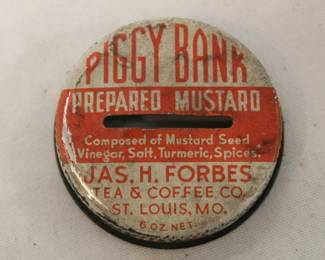 PIGGY BANK
PREPARED MUSTARD
Composed of Mustard Seed
Vinegar, Salt, Turmeric, Spices.
JAS. H. FORBES
TEA & COFFEE CO.
ST. LOUIS, MO.
6 OZ. NET.